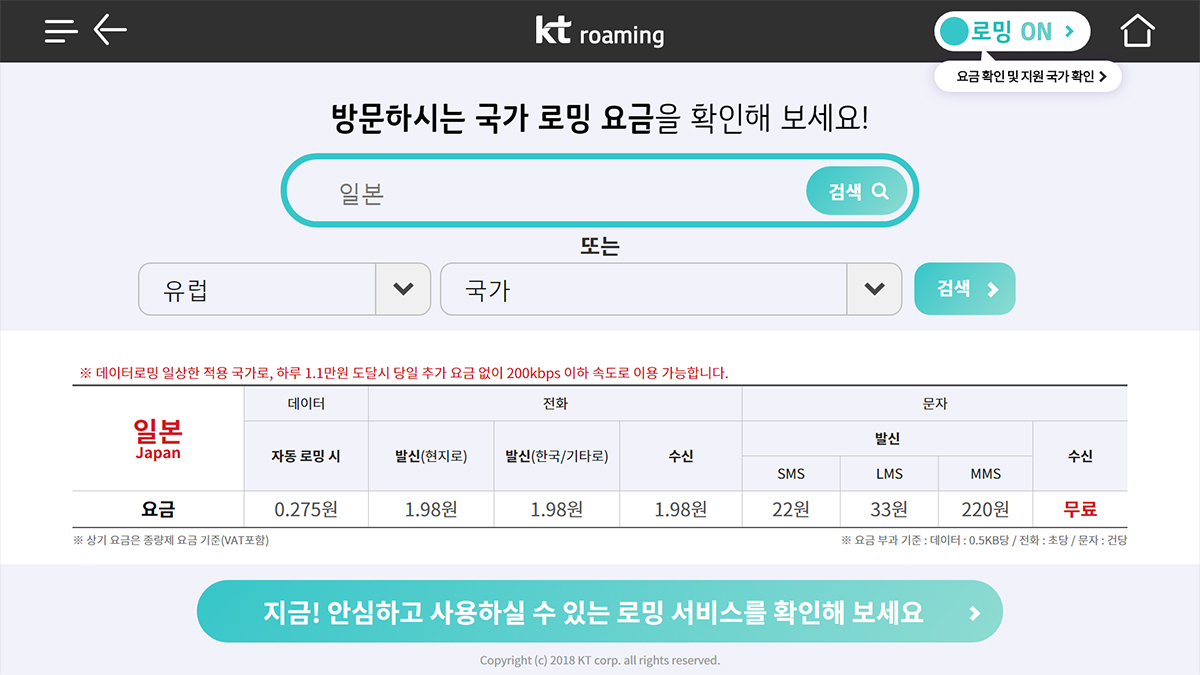 kt roaming
로밍 ON
요금 확인 및 지원 국가 확인
방문하시는 국가 로밍 요금을 확인해 보세요!
일본 검색
또는
유럽 국가 검색
※ 데이터로밍 일상한 적용 국가로, 하루 1.1만원 도달시 당일 추가 요금 없이 200kbps 이하 속도로 이용 가능합니다.
일본
Japan
데이터 전화 문자
자동 로밍 시 발신(현지로) 발신(한국/기타로) 수신 발신 수신
SMS LMS MMS
요금 0.275원 1.98원 1.98원 1.98원 22원 33원 220원 무료
※ 상기 요금은 종량제 요금 기준(VAT포함) ※ 요금 부과 기준 : 데이터 : 0.5KB당 / 전화 : 초당 / 문자 : 건당
지금! 안심하고 사용하실 수 있는 로밍 서비스를 확인해 보세요
Copyright (c) 2018 KT corp. all rights reserved.